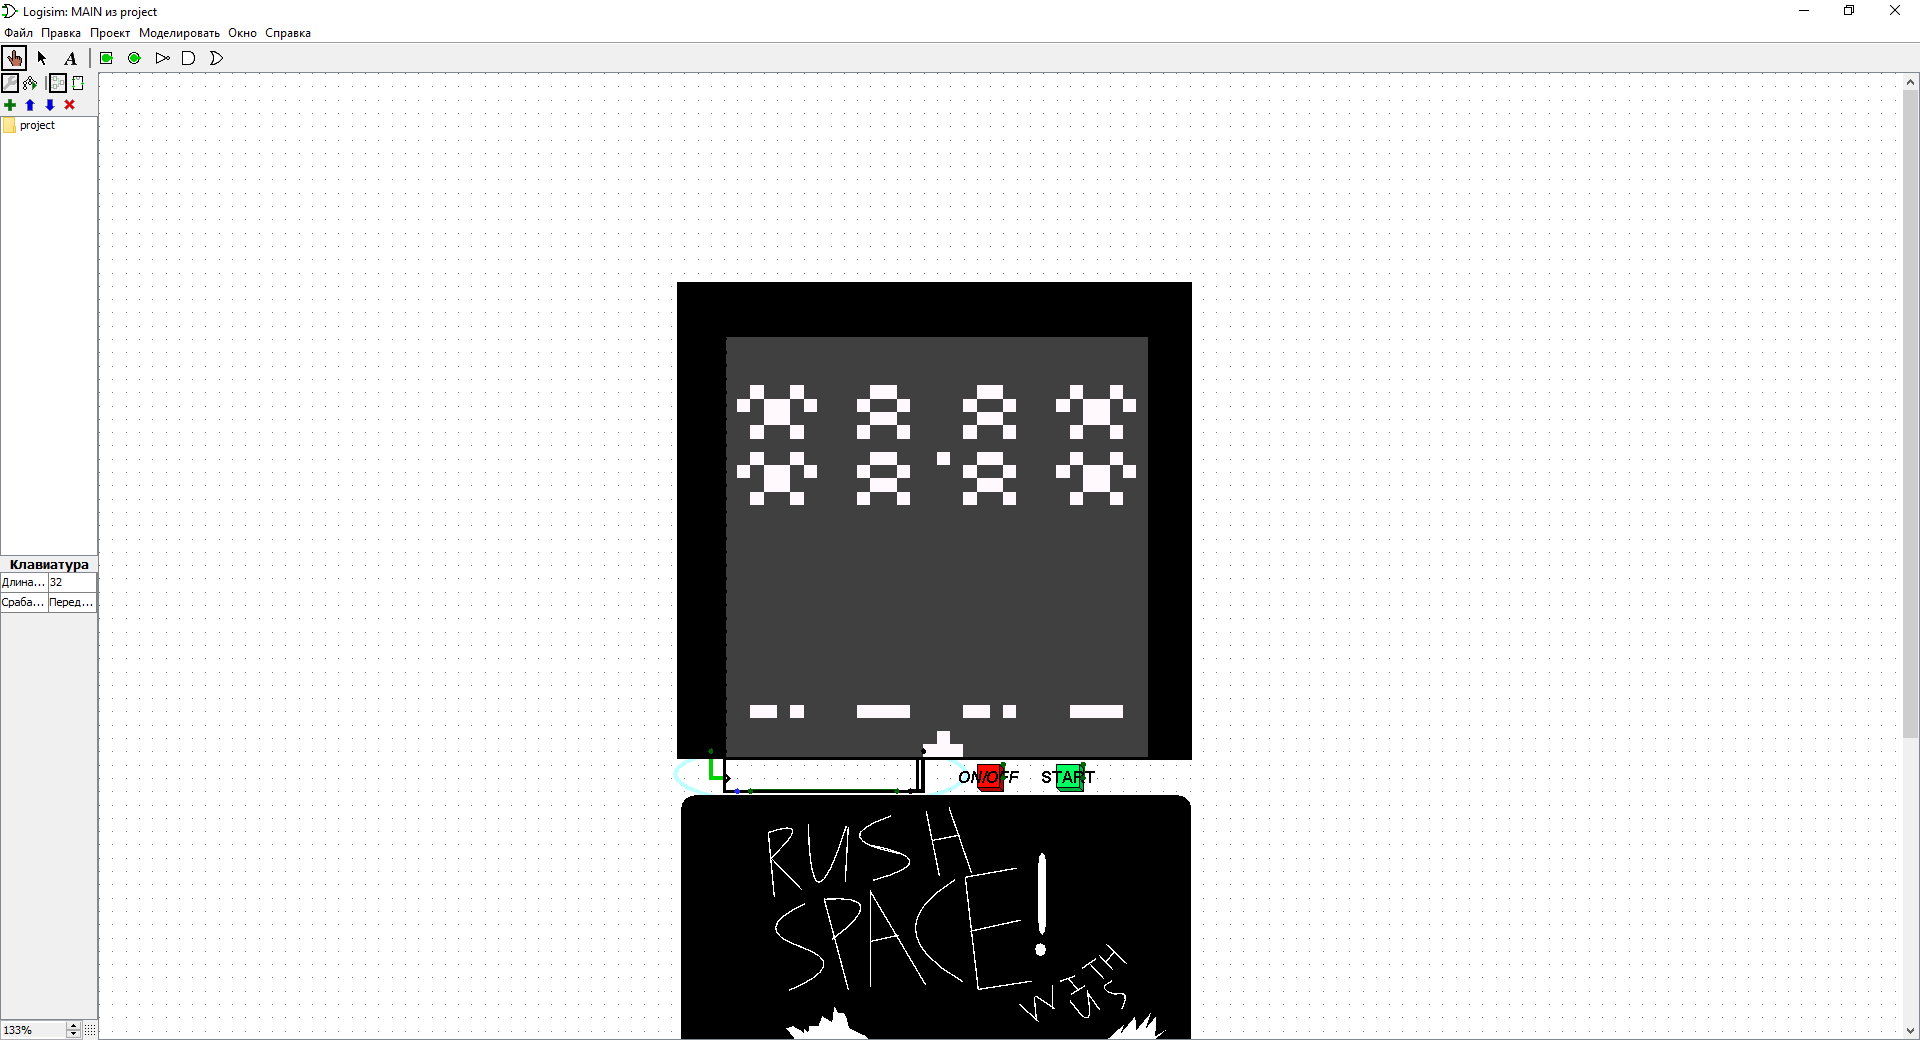 Logisim: MAIN из project
Файл Правка Проект Моделировать Окно Справка
A
project
Клавиатура
Длина... 32
Сраба... Перед...
133%
ON/OFF START
RUSH
SPACE!
WITH
US